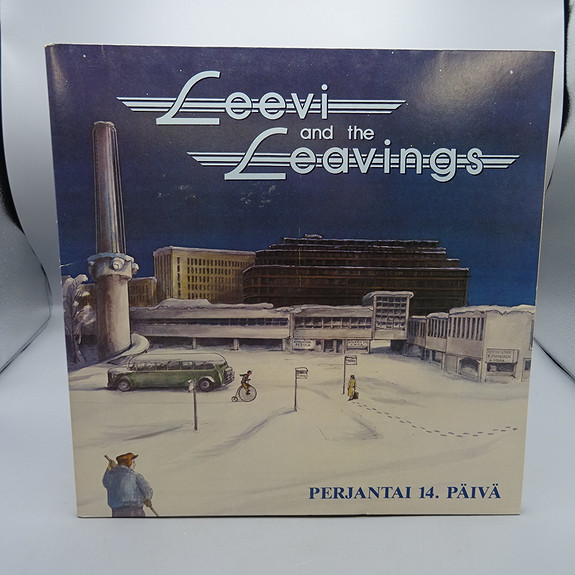 Leevi
and the
Leavings
PERJANTAI 14. PÄIVÄ